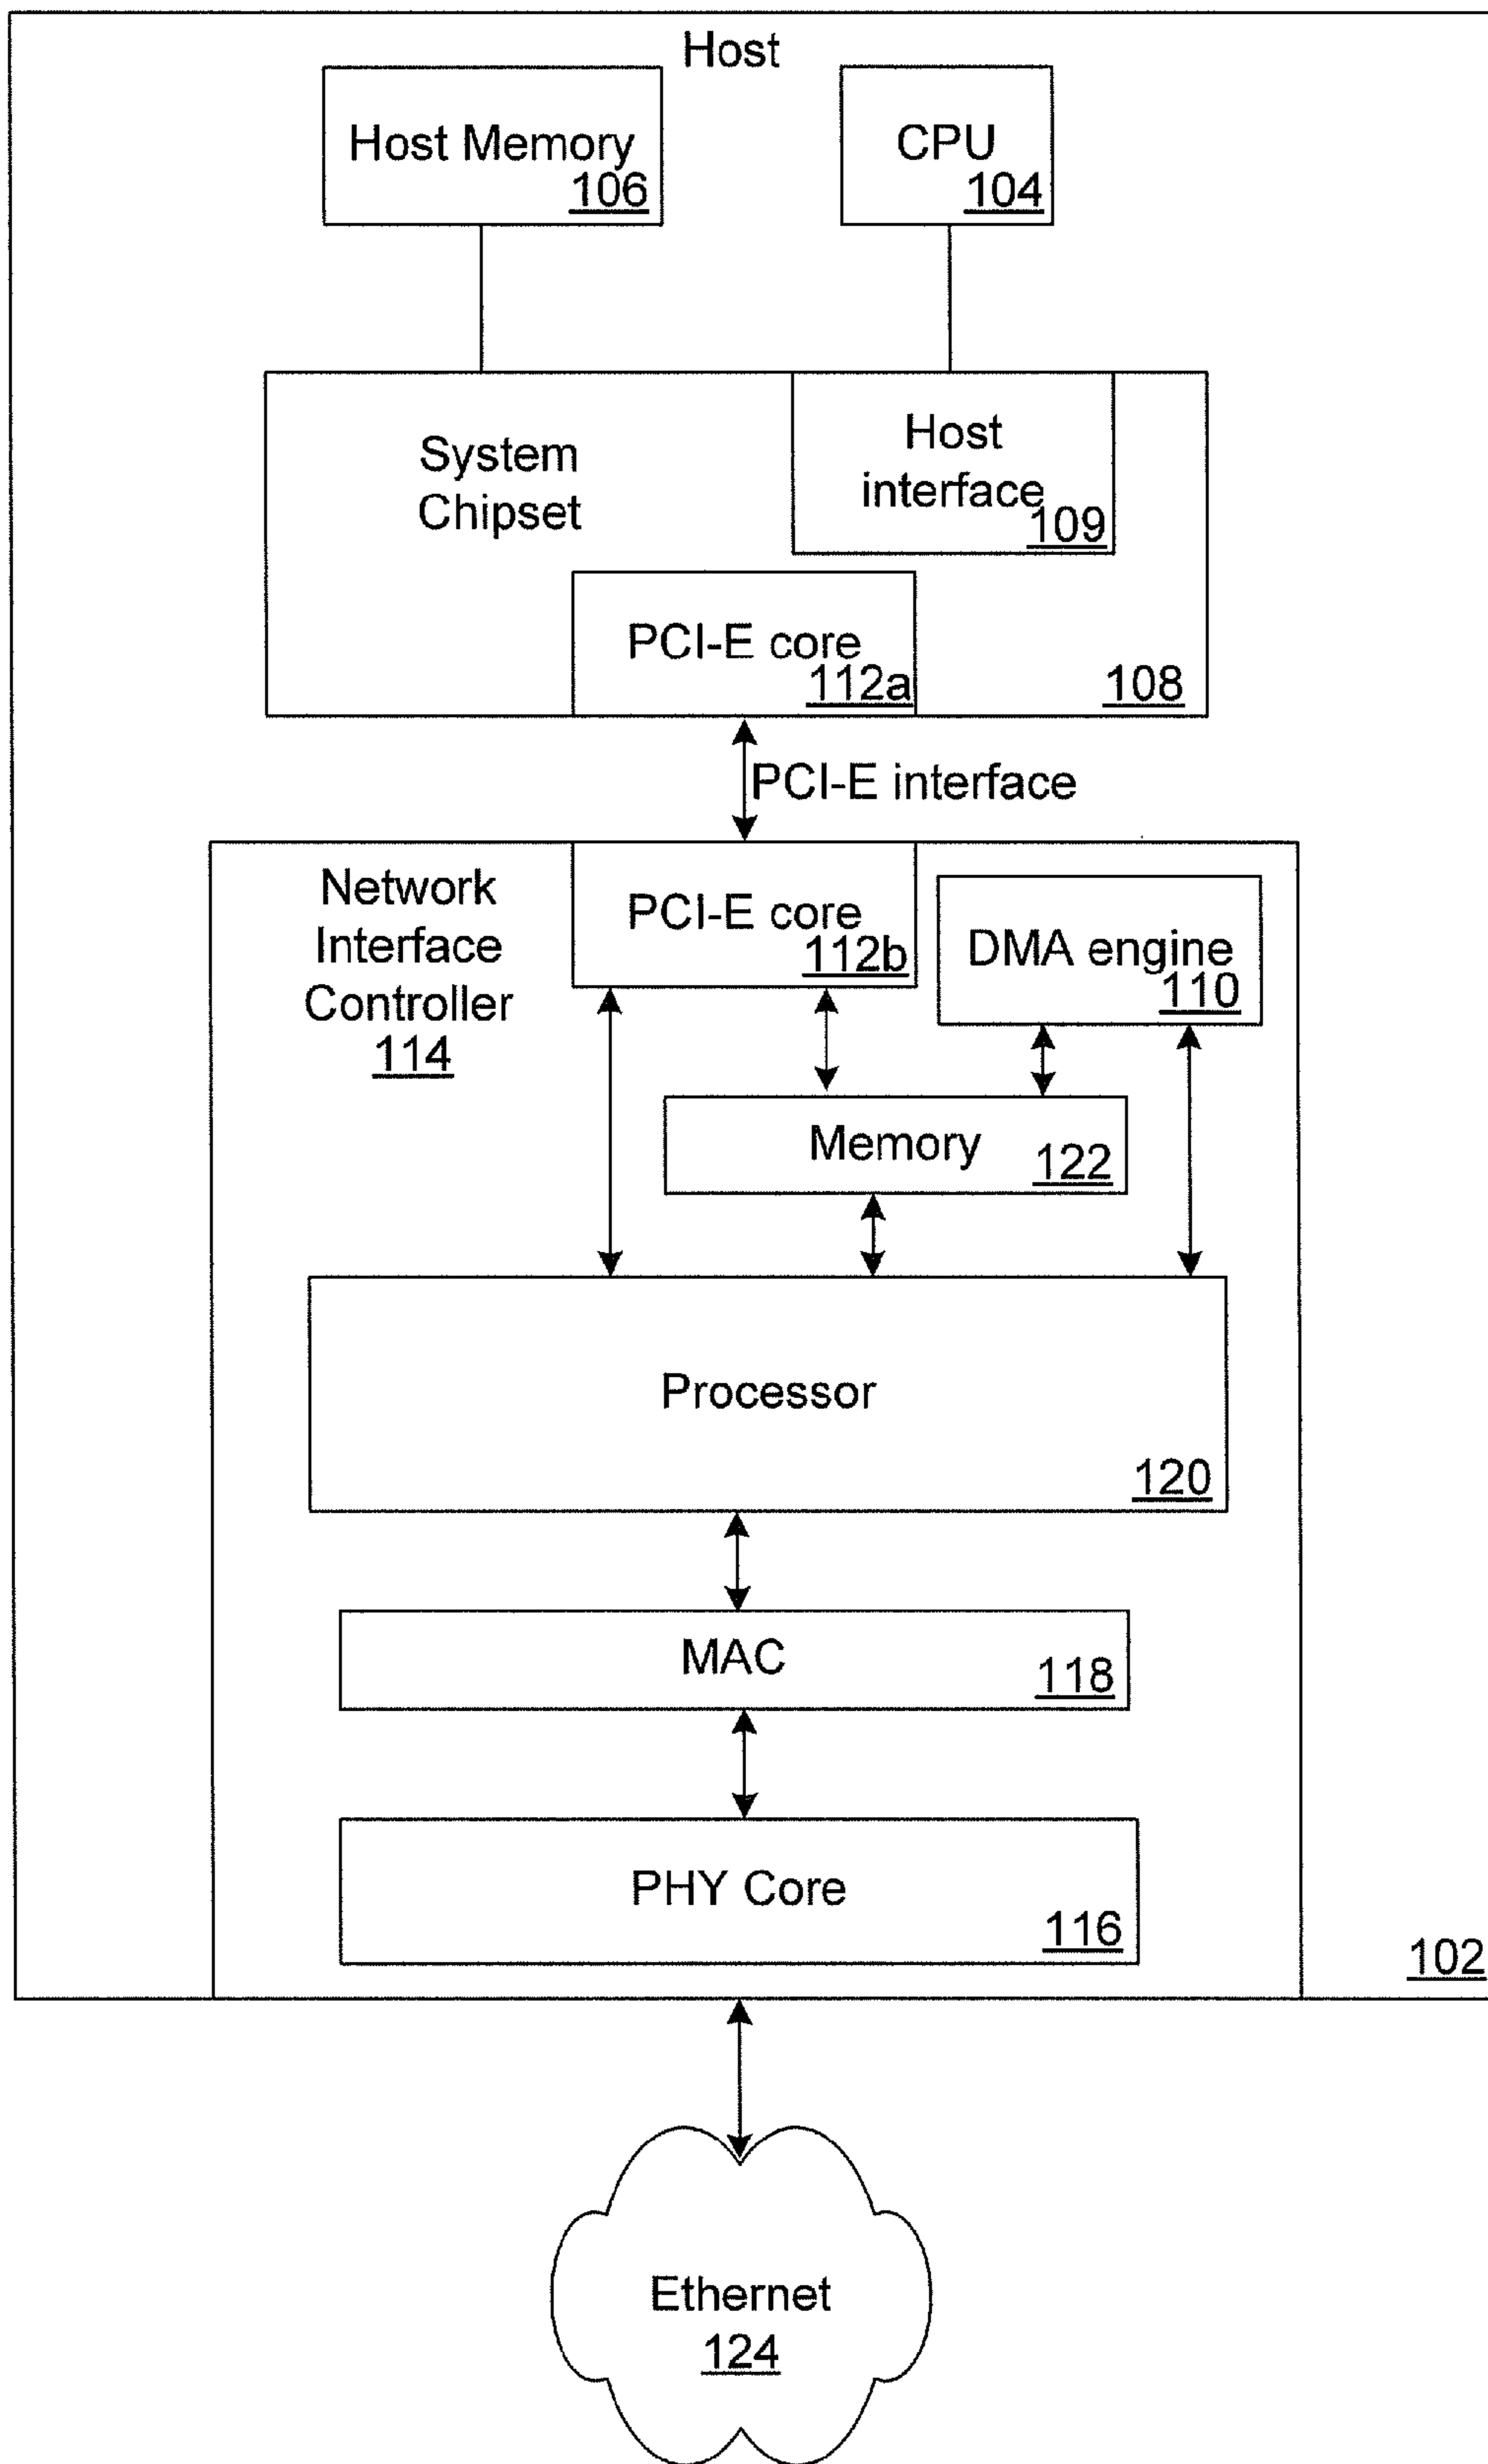 Host
Host Memory
106
CPU
104
System
Chipset
Host
interface
109
PCI-E core
112a
108
PCI-E interface
Network
Interface
Controller
114
PCI-E core
112b
DMA engine
110
Memory
122
Processor
120
MAC
118
PHY Core
116
102
Ethernet
124